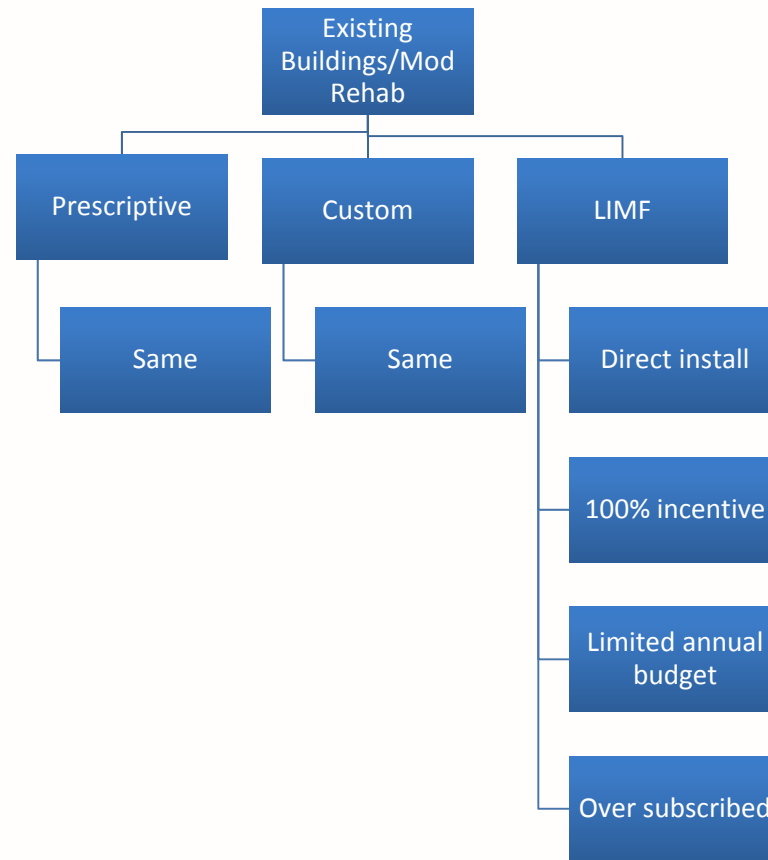 Existing
Buildings/Mod
Rehab
Prescriptive
Custom
LIMF
Same
Same
Direct install
100% incentive
Limited annual
budget
Over subscribed